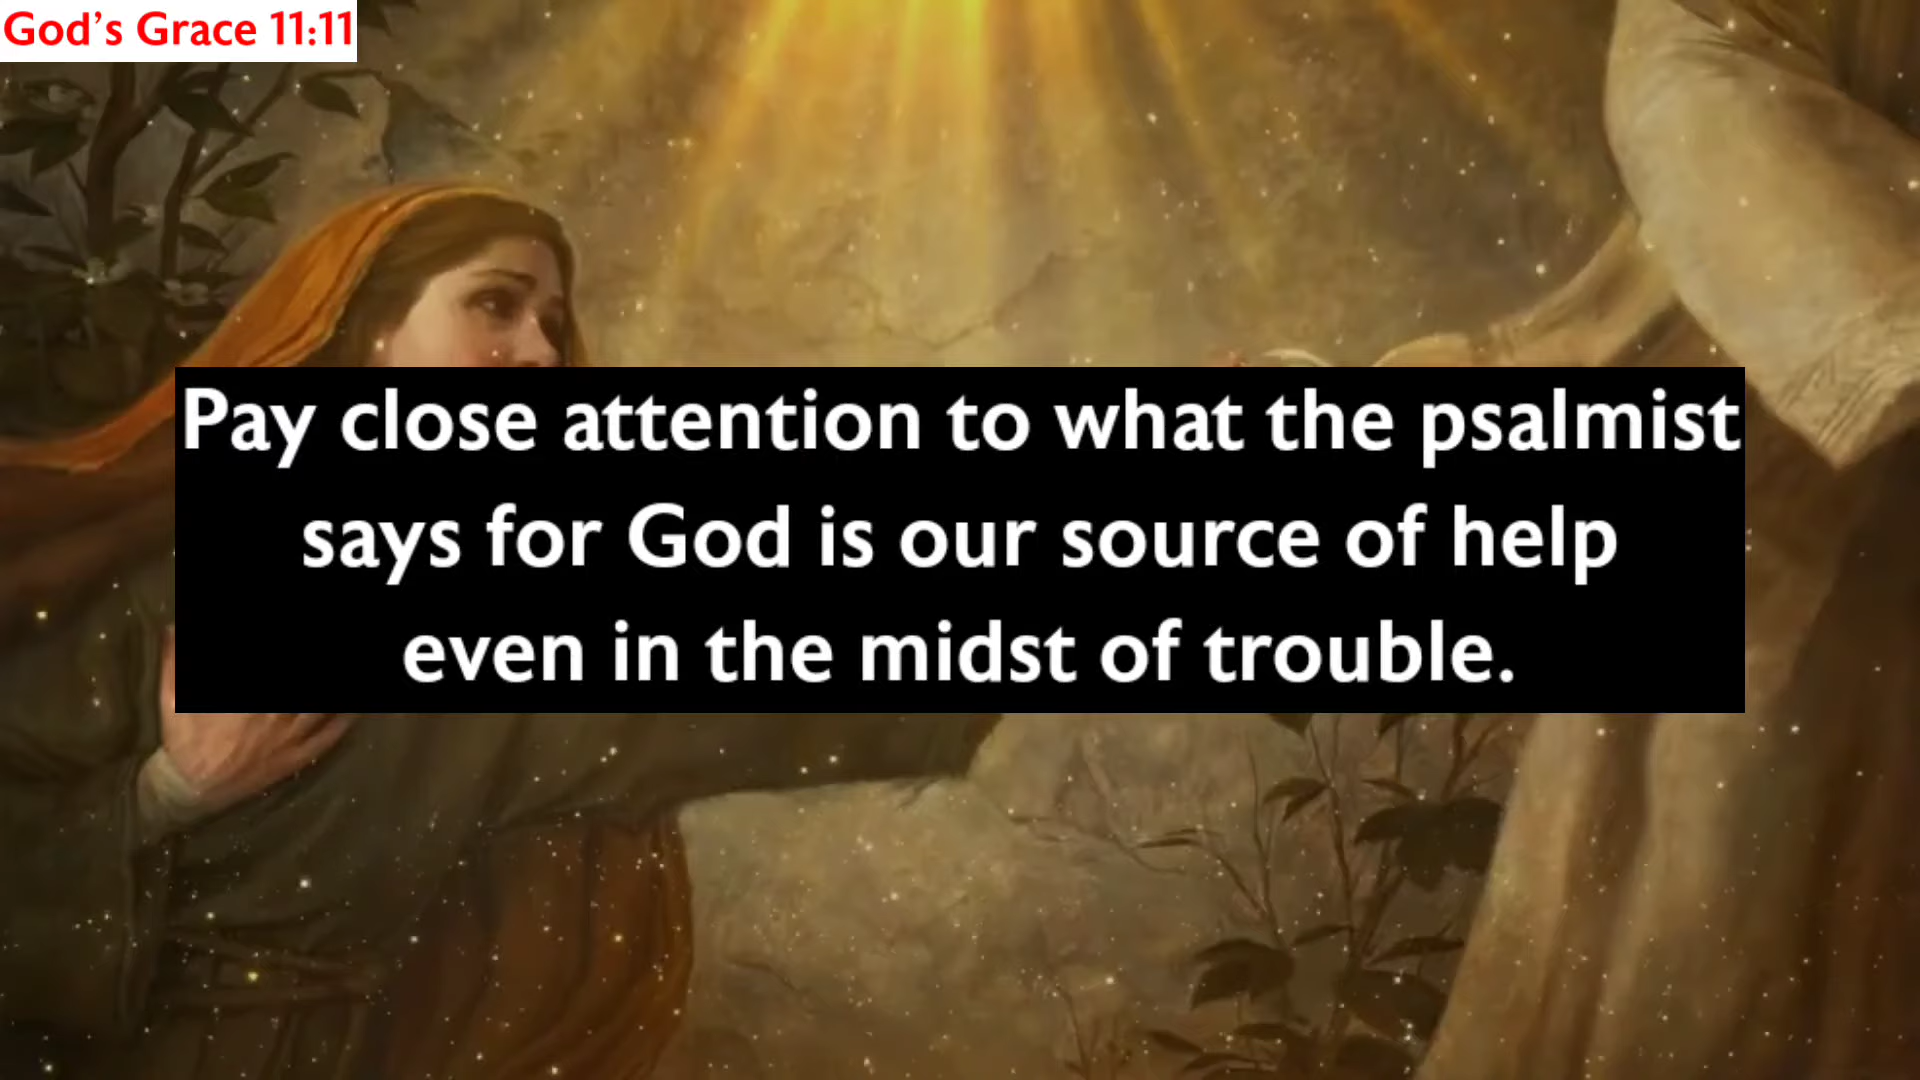 God's Grace 11:11
Pay close attention to what the psalmist
says for God is our source of help
even in the midst of trouble.